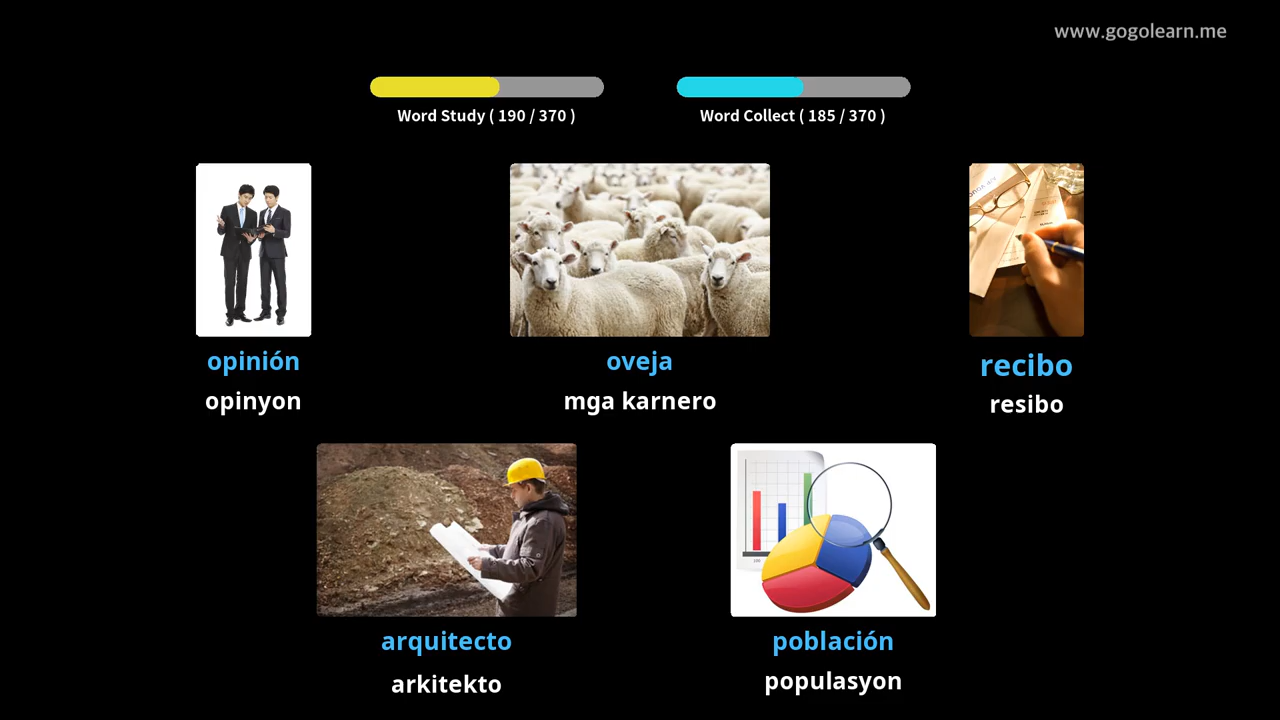 www.gogolearn.me
Word Study ( 190 / 370 )
Word Collect ( 185 / 370 )
opinión
opinyon
oveja
mga karnero
recibo
resibo
arquitecto
arkitekto
población
populasyon